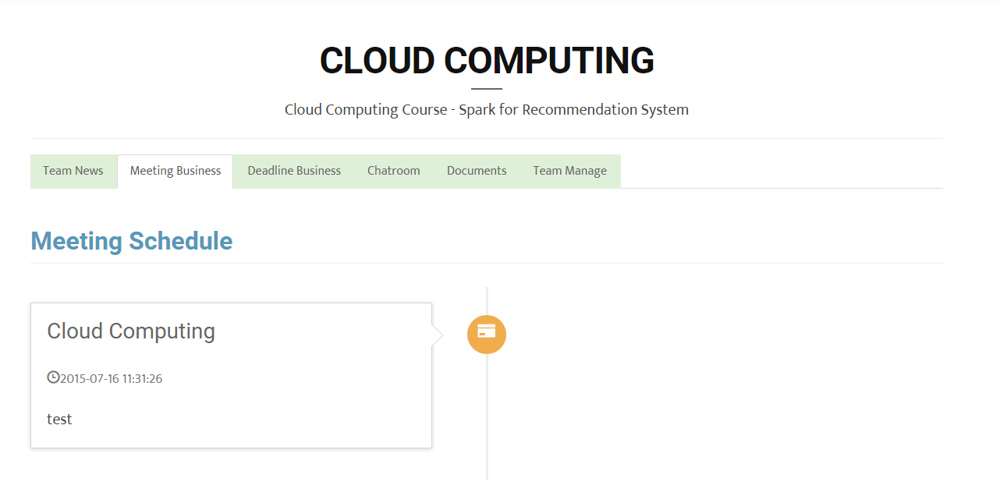 CLOUD COMPUTING
Cloud Computing Course - Spark for Recommendation System
Team News Meeting Business Deadline Business Chatroom Documents Team Manage
Meeting Schedule
Cloud Computing
2015-07-16 11:31:26
test